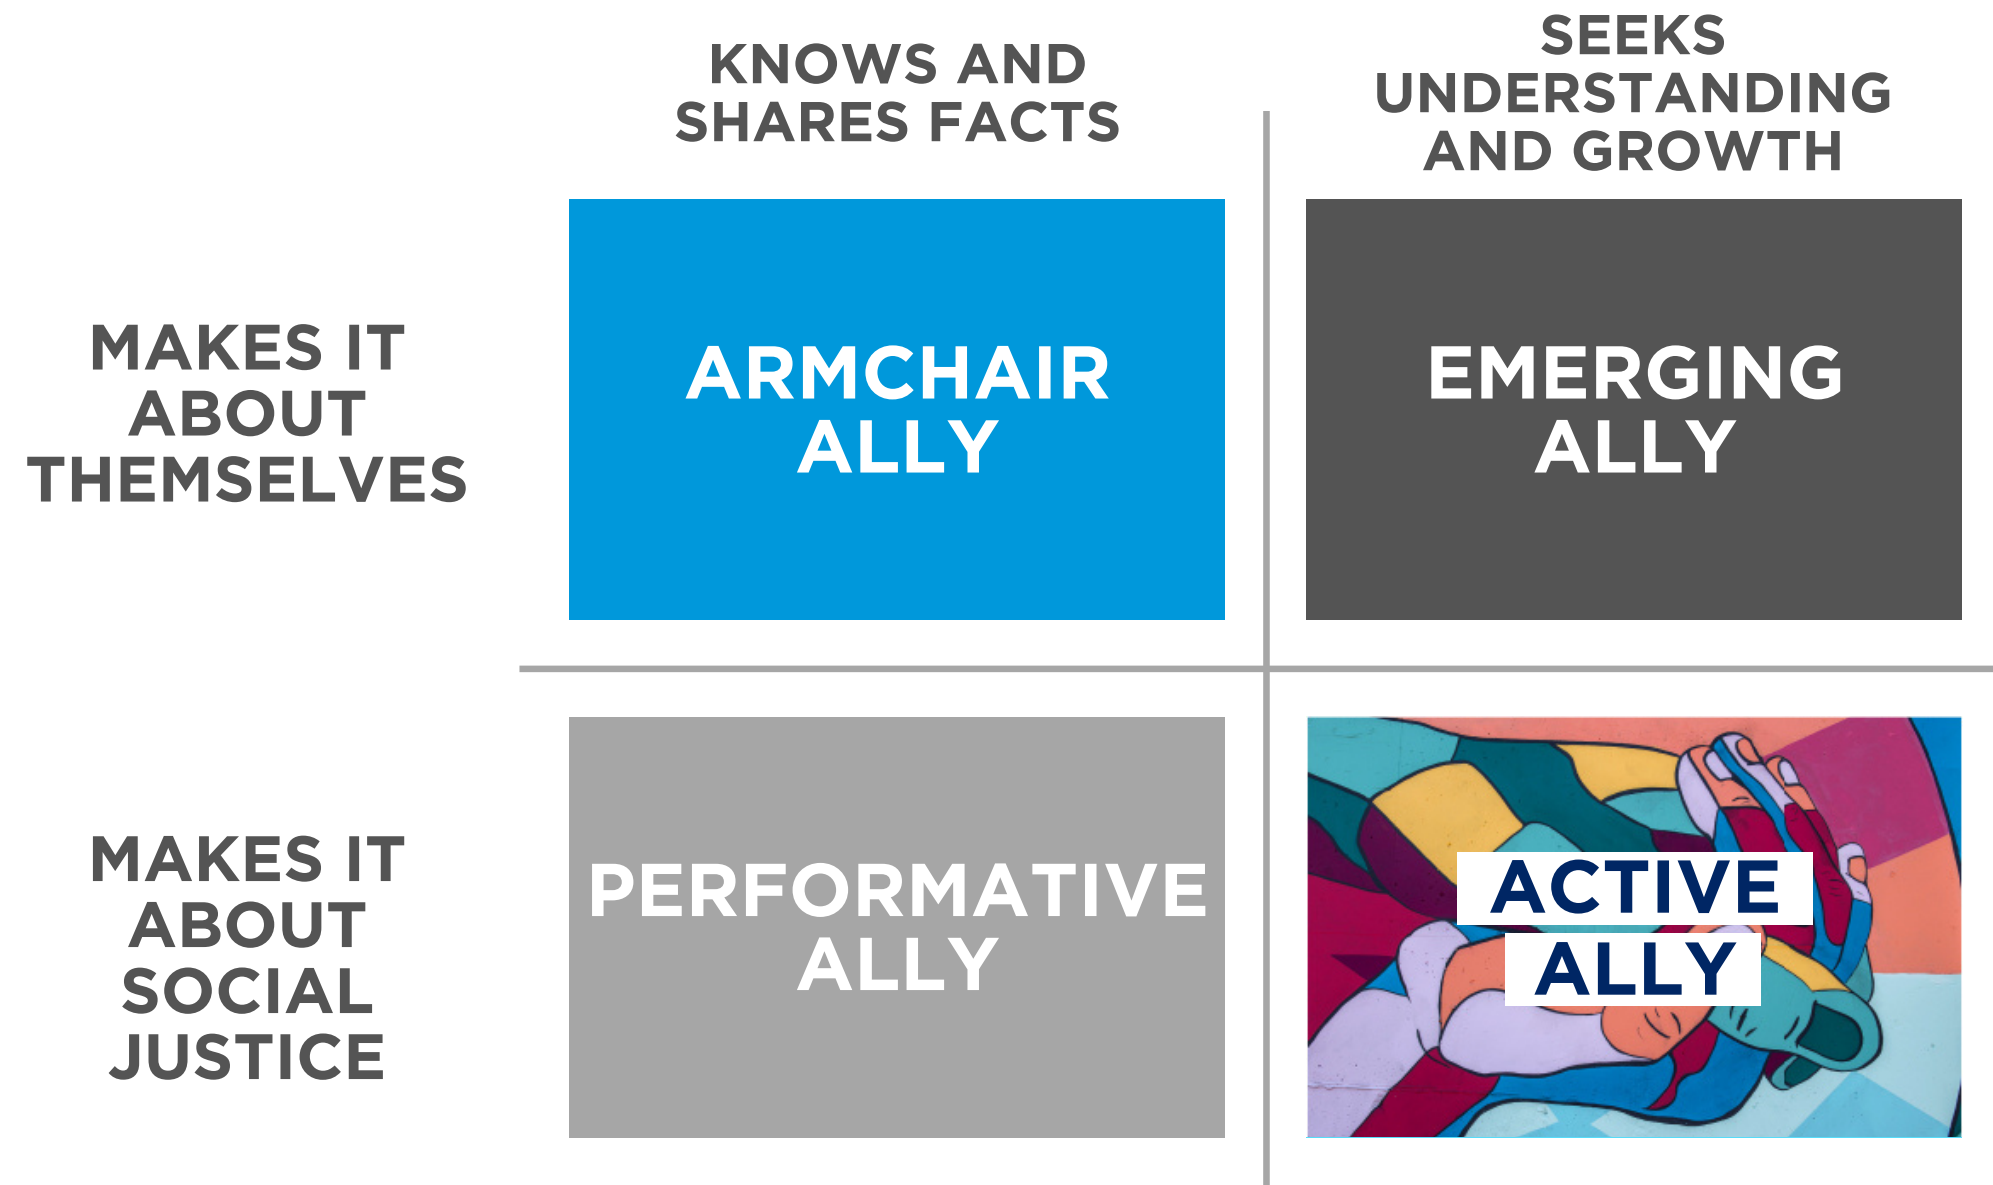 KNOWS AND
SHARES FACTS
SEEKS
UNDERSTANDING
AND GROWTH
MAKES IT
ABOUT
THEMSELVES
ARMCHAIR
ALLY
EMERGING
ALLY
MAKES IT
ABOUT
SOCIAL
JUSTICE
PERFORMATIVE
ALLY
ACTIVE
ALLY